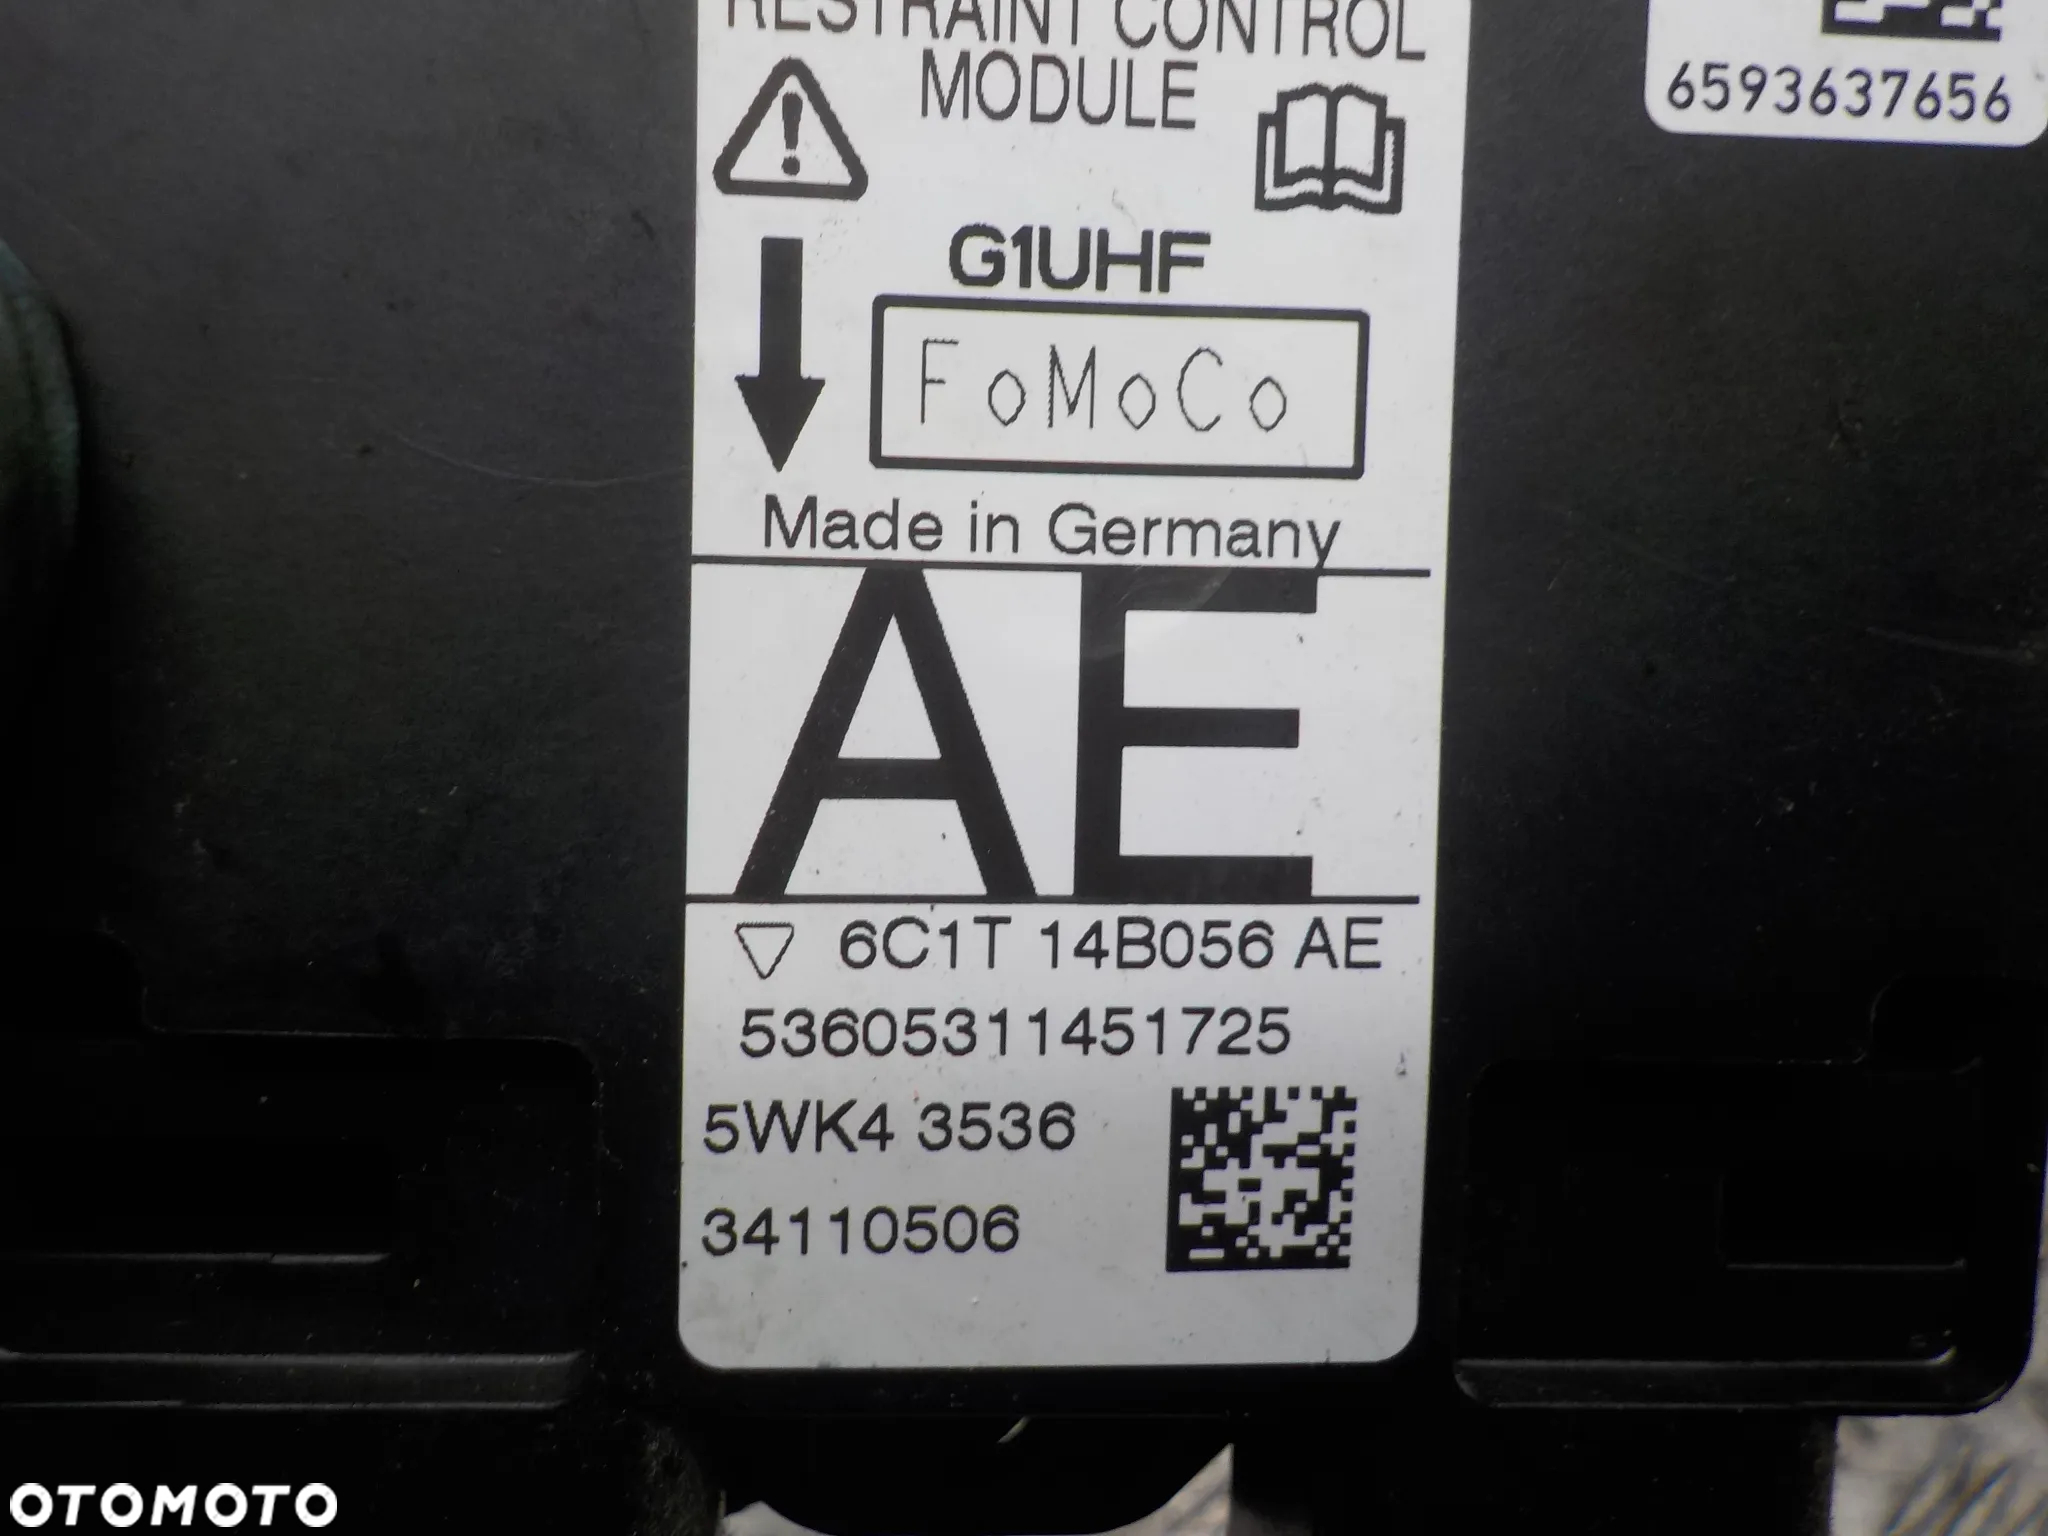 RESTRAINT CONTROL
MODULE
6593637656
G1UHF
FoMoCo
Made in Germany
AE
6C1T 14B056 AE
53605311451725
5WK4 3536
34110506
OTOMOTO